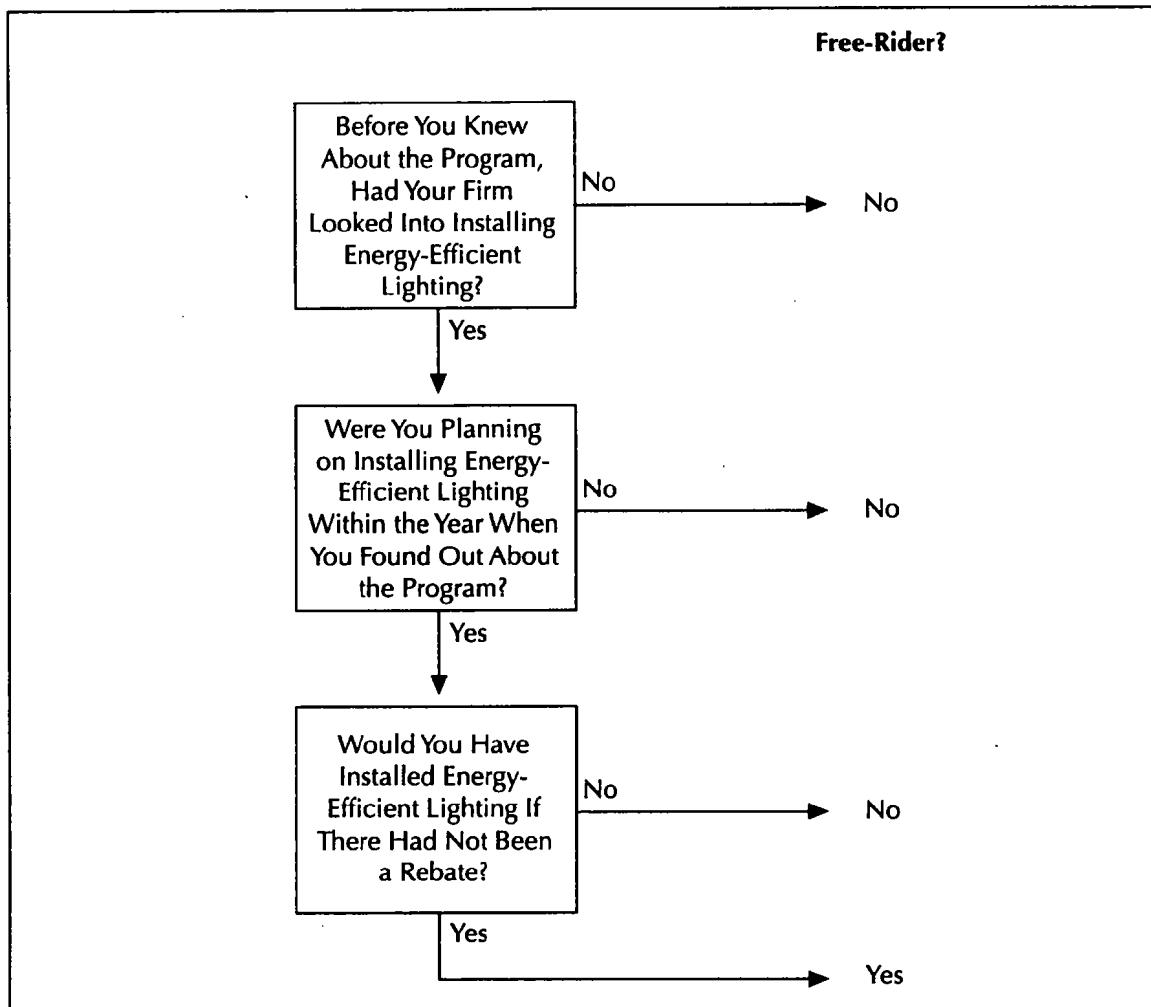 Free-Rider?
Before You Knew
About the Program,
Had Your Firm
Looked Into Installing
Energy-Efficient
Lighting?
No
No
Yes
Were You Planning
on Installing Energy-
Efficient Lighting
Within the Year When
You Found Out About
the Program?
No
No
Yes
Would You Have
Installed Energy-
Efficient Lighting If
There Had Not Been
a Rebate?
No
No
Yes
Yes